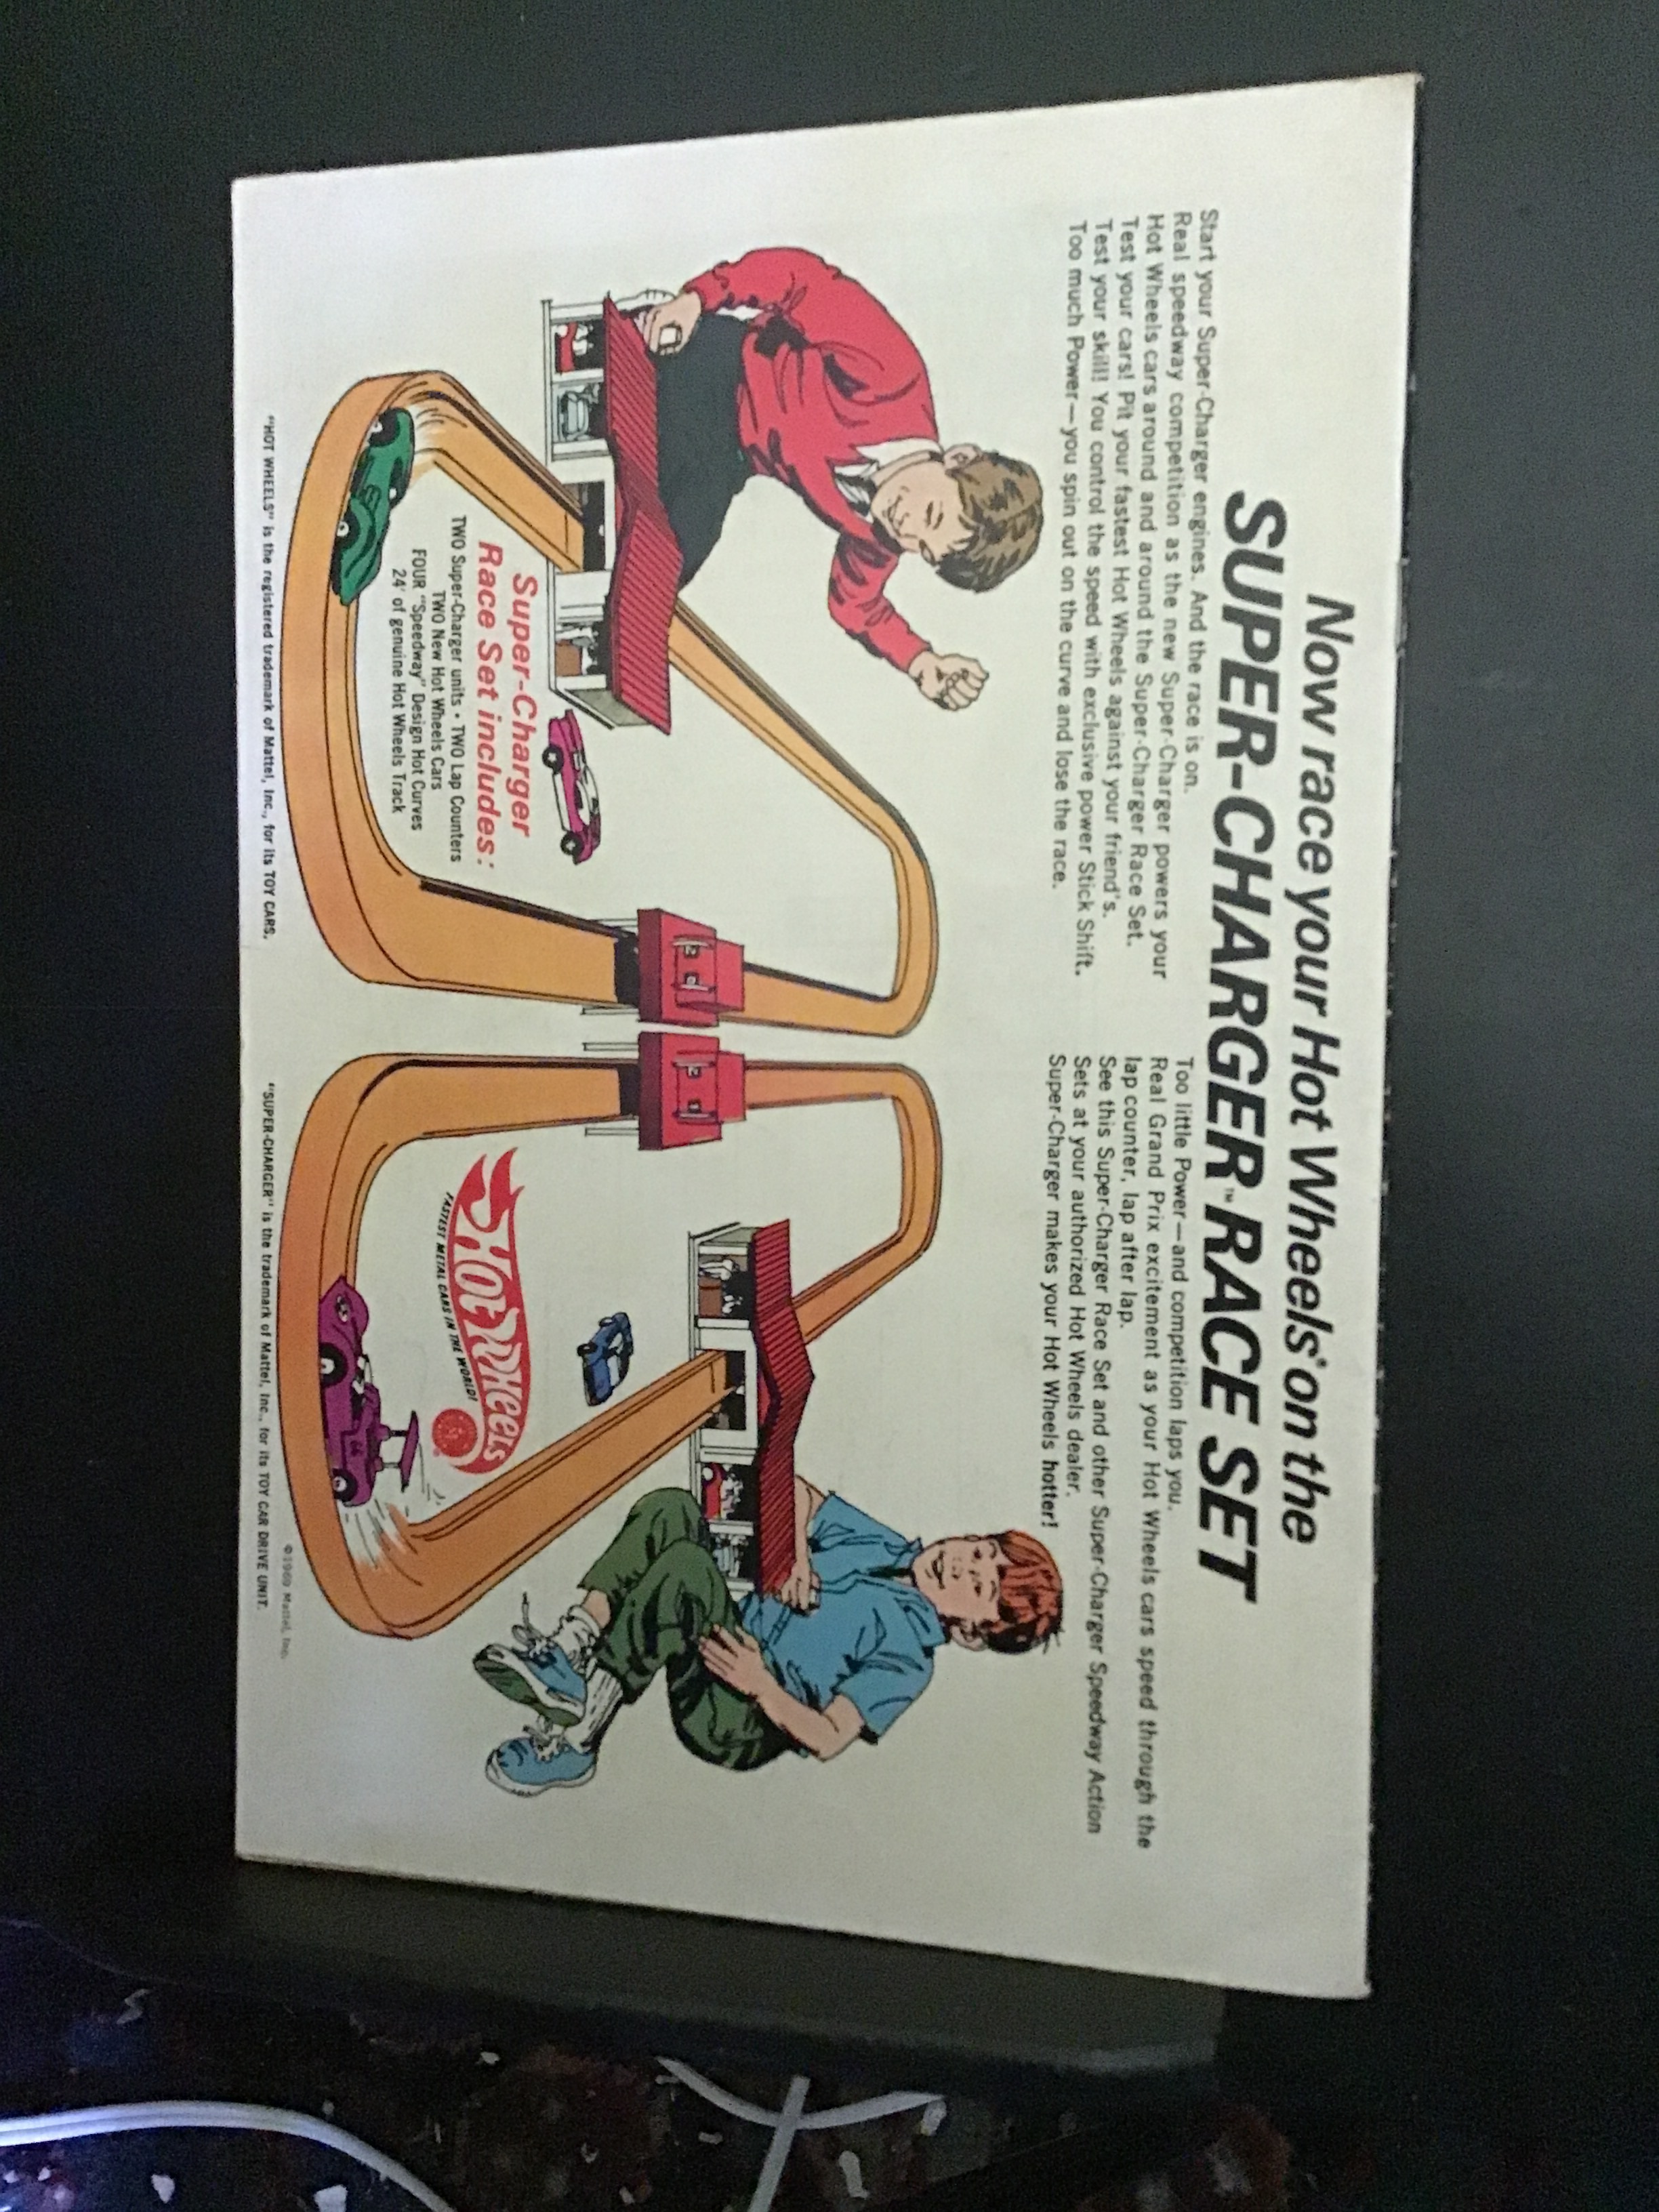 Now race your Hot Wheels® on the
SUPER-CHARGER™ RACE SET
Start your Super-Charger engines. And the race is on.
Real speedway competition as the new Super-Charger powers your
Hot Wheels cars around and around the Super-Charger Race Set.
Test your cars! Pit your fastest Hot Wheels against your friend's.
Test your skill! You control the speed with exclusive power Stick Shift.
Too much Power—you spin out on the curve and lose the race.
Too little Power—and competition laps you.
Real Grand Prix excitement as your Hot Wheels cars speed through the
lap counter, lap after lap.
See this Super-Charger Race Set and other Super-Charger Speedway Action
Sets at your authorized Hot Wheels dealer.
Super-Charger makes your Hot Wheels hotter!
2 0
2 1
Super-Charger
Race Set includes:
TWO Super-Charger units • TWO Lap Counters
TWO New Hot Wheels Cars
FOUR "Speedway" Design Hot Curves
24' of genuine Hot Wheels Track
HOT WHEELS
FASTEST METAL CARS IN THE WORLD!
©1969 Mattel, Inc.
"HOT WHEELS" is the registered trademark of Mattel, Inc., for its TOY CARS.
"SUPER-CHARGER" is the trademark of Mattel, Inc., for its TOY CAR DRIVE UNIT.